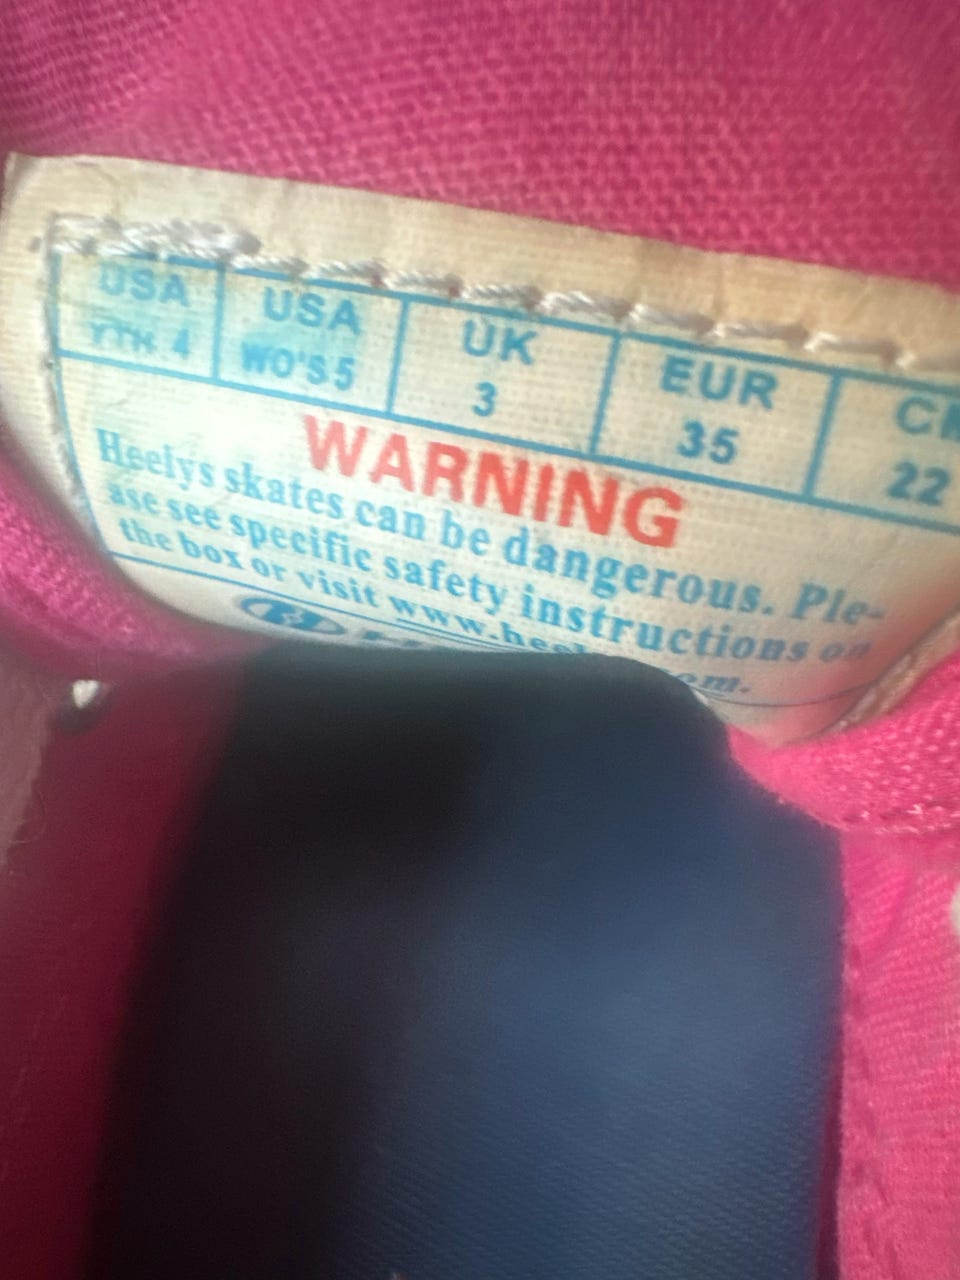 USA USA UK EUR
YTH 4 WO'S 5 3 35 22
WARNING
Heelys skates can be dangerous. Ple-
ase see specific safety instructions on
the box or visit